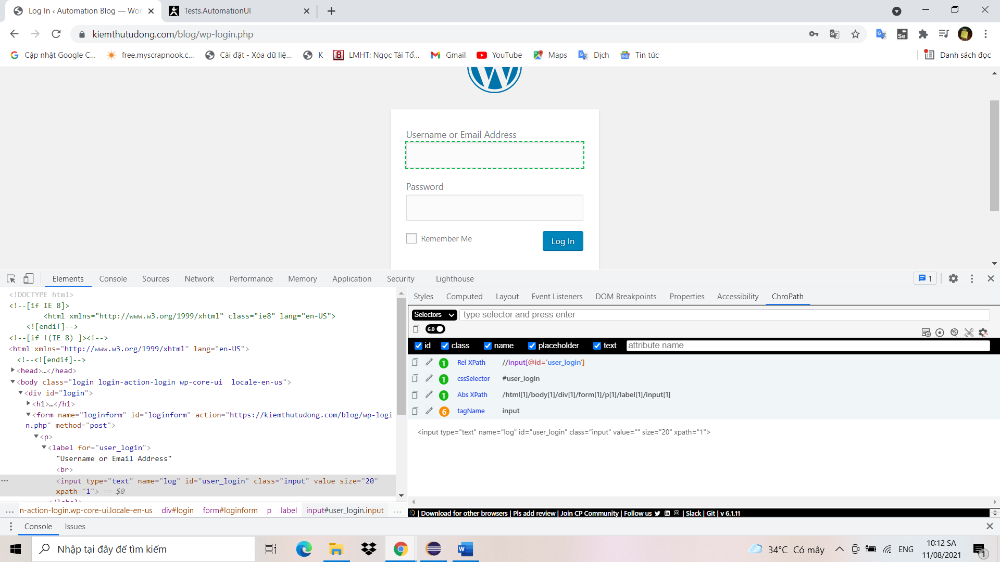 Log In ‹ Automation Blog — Wor
Tests.AutomationUI
kiemthutudong.com/blog/wp-login.php
Cập nhật Google C...
free.myscrapnook.c...
Cài đặt - Xóa dữ liệ...
K
LMHT: Ngọc Tái Tổ...
Gmail
YouTube
Maps
Dịch
Tin tức
Danh sách đọc
Username or Email Address
Password
Remember Me
Log In
Elements Console Sources Network Performance Memory Application Security Lighthouse
1
<!DOCTYPE html>
<!--[if IE 8]>
<html xmlns="http://www.w3.org/1999/xhtml" class="ie8" lang="en-US">
<![endif]-->
<!--[if !(IE 8) ]><!-->
<html xmlns="http://www.w3.org/1999/xhtml" lang="en-US">
<!--<![endif]-->
<head>…</head>
<body class="login login-action-login wp-core-ui  locale-en-us">
<div id="login">
<h1>…</h1>
<form name="loginform" id="loginform" action="https://kiemthutudong.com/blog/wp-logi
n.php" method="post">
<p>
<label for="user_login">
"Username or Email Address"
<br>
<input type="text" name="log" id="user_login" class="input" value size="20"
xpath="1"> == $0
</label>
... n-action-login.wp-core-ui.locale-en-us div#login form#loginform p label input#user_login.input ...
Styles Computed Layout Event Listeners DOM Breakpoints Properties Accessibility ChroPath
Selectors type selector and press enter
6.0
id class name placeholder text attribute name
1 Rel XPath //input[@id='user_login']
1 cssSelector #user_login
1 Abs XPath /html[1]/body[1]/div[1]/form[1]/p[1]/label[1]/input[1]
6 tagName input
<input type="text" name="log" id="user_login" class="input" value="" size="20" xpath="1">
| Download for other browsers | Pls add review | Join CP Community | Follow us | Slack | Git | v 6.1.11
Console Issues
Nhập tại đây để tìm kiếm
34°C Có mây
ENG
10:12 SA
11/08/2021
1